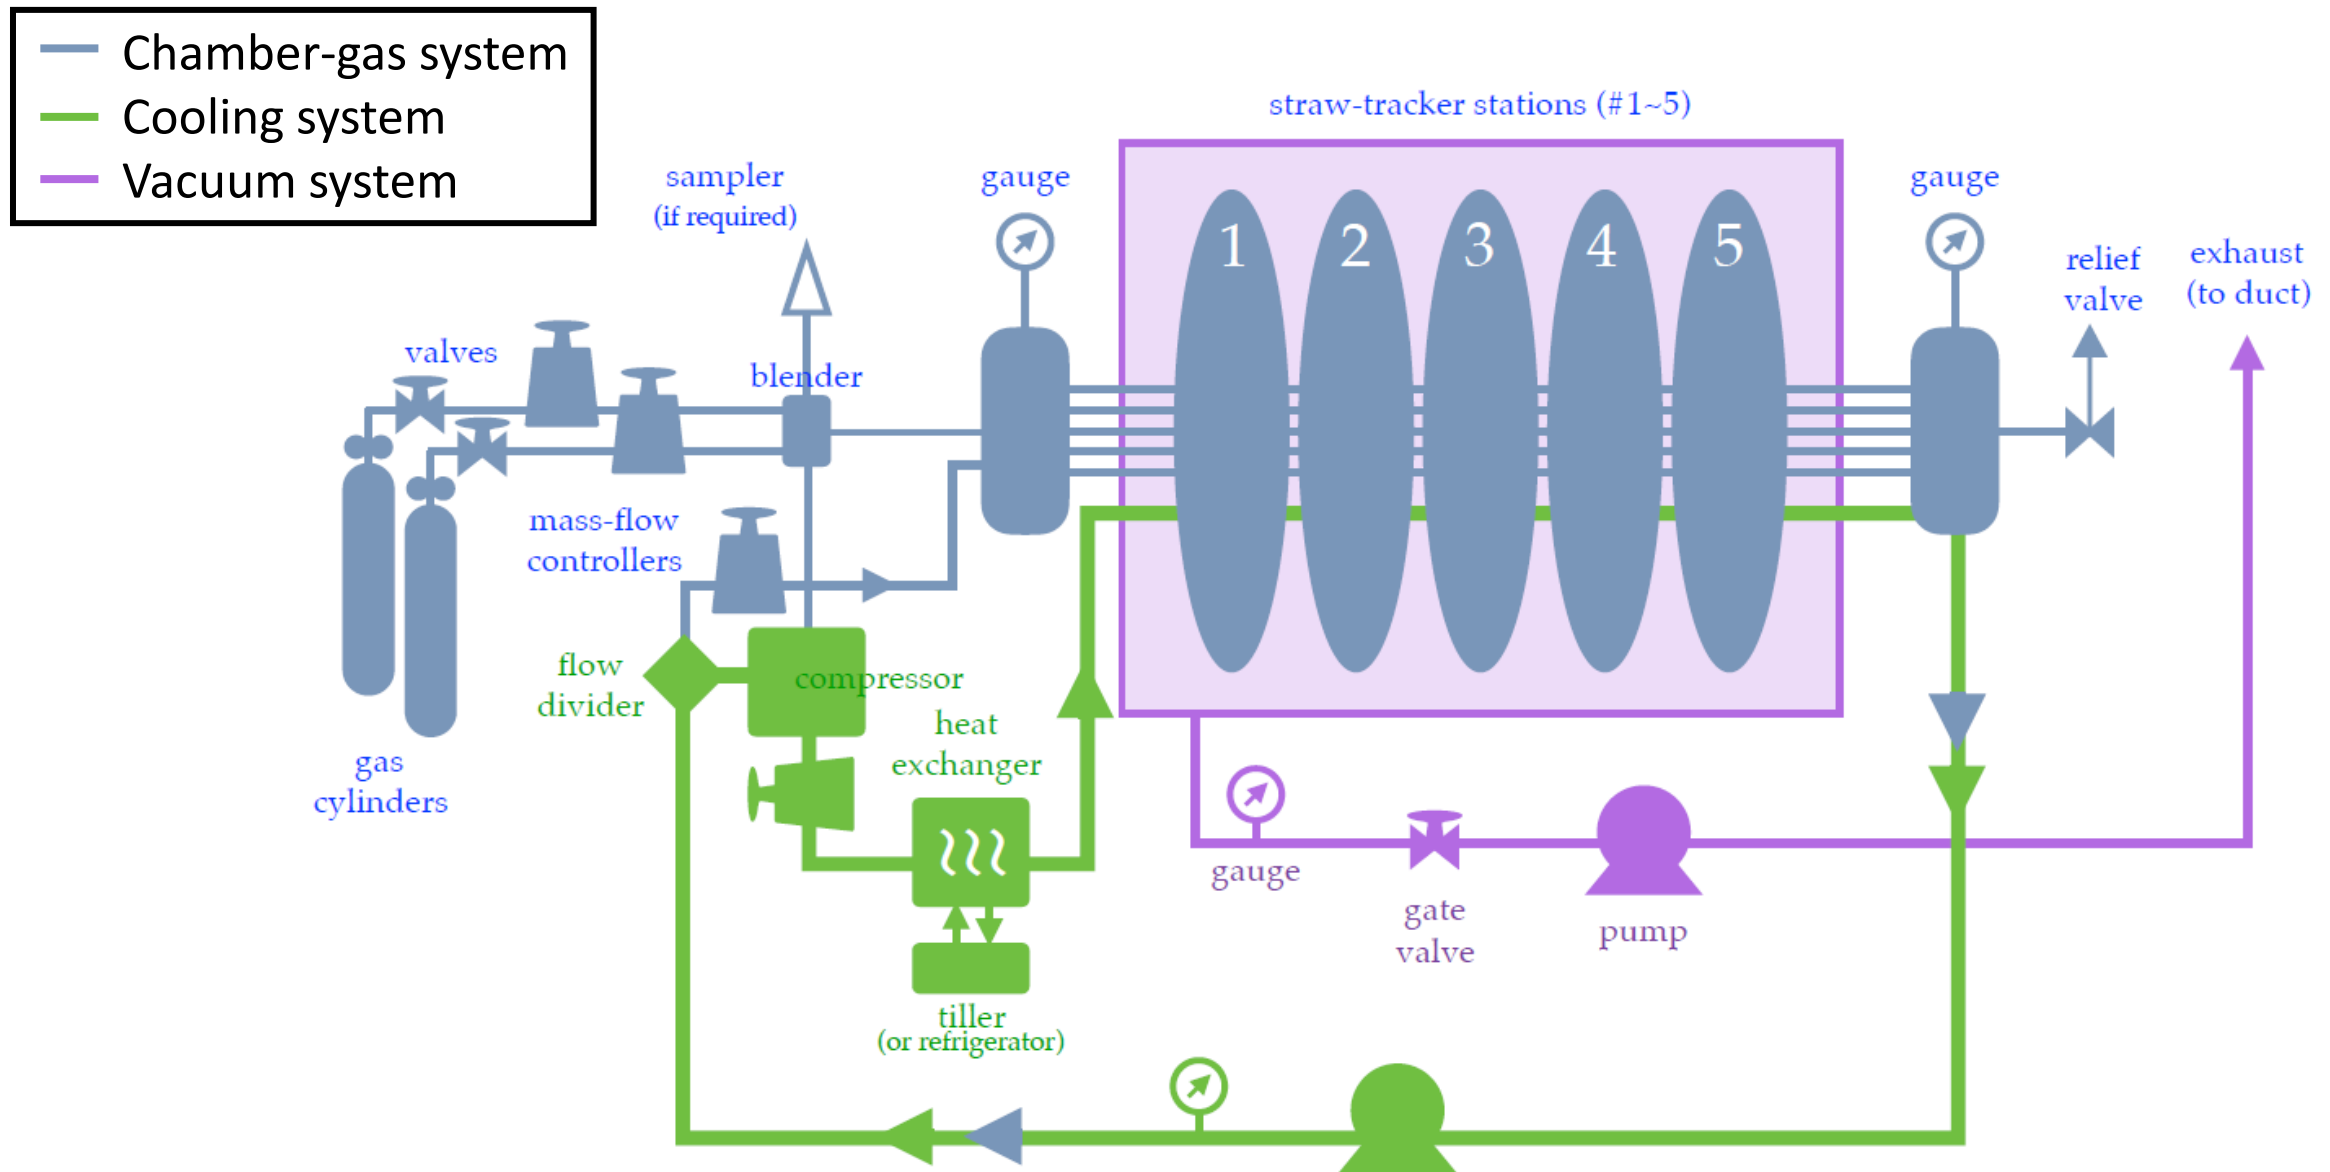 Chamber-gas system
Cooling system
Vacuum system
straw-tracker stations (#1~5)
sampler
(if required)
gauge
gauge
1
2
3
4
5
relief
valve
exhaust
(to duct)
valves
blender
mass-flow
controllers
flow
divider
compressor
heat
exchanger
gas
cylinders
gauge
gate
valve
pump
tiller
(or refrigerator)